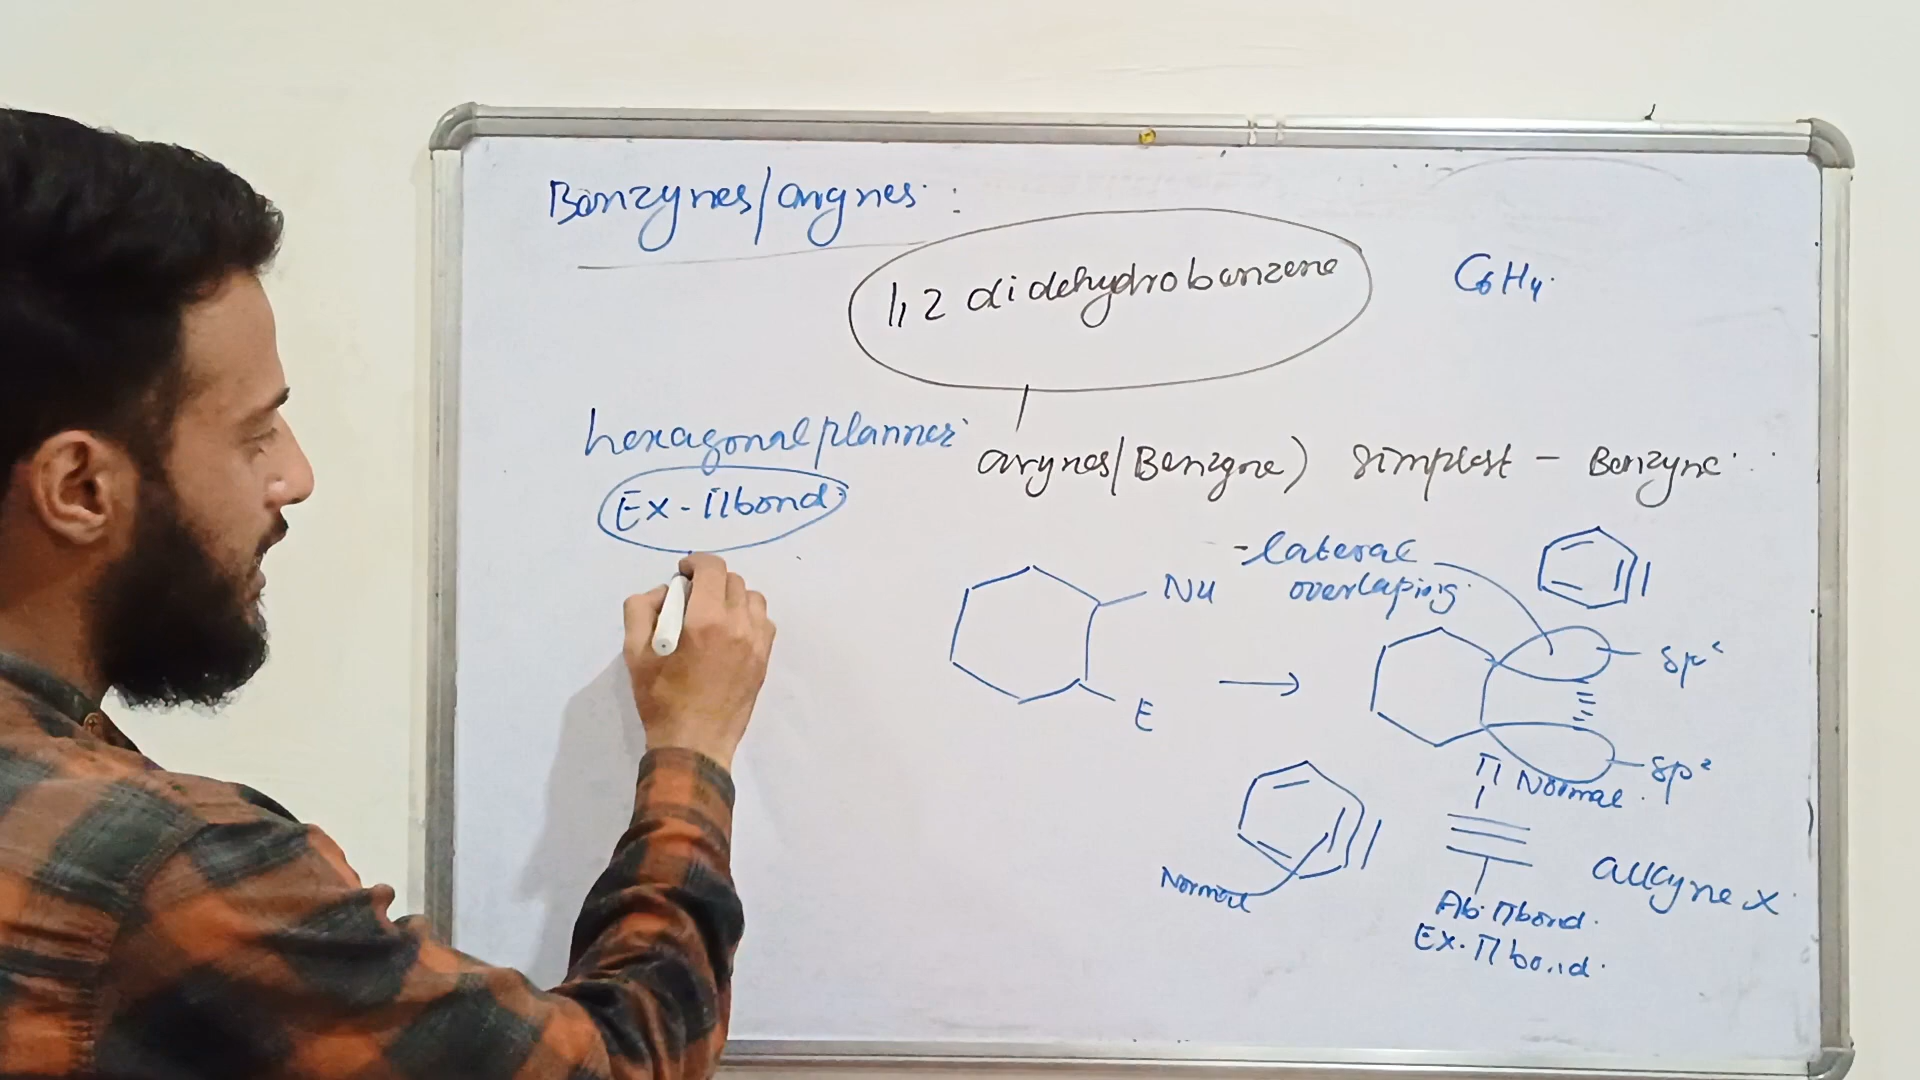 Benzynes/arynes :
1,2 didehydrobenzene
C6H4.
hexagonal planner
arynes/Benzyne) simplest - Benzyne
Ex-Π bond
-lateral
overlaping
Nu
E
sp²
sp²
Π Normal.
Normal
alkyne x
Ab. Π bond.
Ex. Π bond.